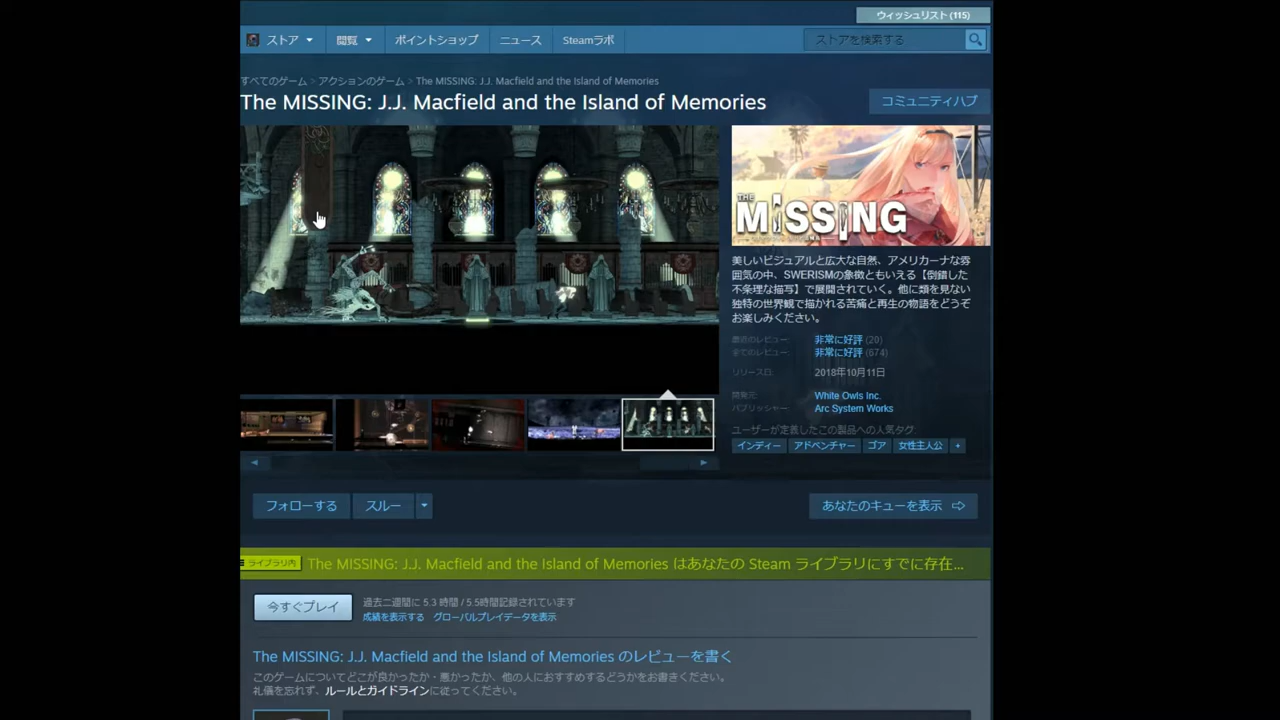 ウィッシュリスト (115)
ストア 閲覧 ポイントショップ ニュース Steamラボ ストアを検索する
すべてのゲーム > アクションのゲーム > The MISSING: J.J. Macfield and the Island of Memories
The MISSING: J.J. Macfield and the Island of Memories
コミュニティハブ
THE MISSING
美しいビジュアルと広大な自然、アメリカーナな雰
囲気の中、SWERISMの象徴ともいえる【倒錯した
不条理な描写】で展開されていく。他に類を見ない
独特の世界観で描かれる苦痛と再生の物語をどうぞ
お楽しみください。
最近のレビュー: 非常に好評 (20)
全てのレビュー: 非常に好評 (674)
リリース日: 2018年10月11日
開発元: White Owls Inc.
パブリッシャー: Arc System Works
ユーザーが定義したこの製品への人気タグ:
インディー アドベンチャー ゴア 女性主人公 +
フォローする スルー あなたのキューを表示
ライブラリ内 The MISSING: J.J. Macfield and the Island of Memories はあなたの Steam ライブラリにすでに存在...
今すぐプレイ
過去二週間に 5.3 時間 / 5.5時間記録されています
成績を表示する グローバルプレイデータを表示
The MISSING: J.J. Macfield and the Island of Memories のレビューを書く
このゲームについてどこが良かったか・悪かったか、他の人におすすめするかどうかをお書きください。
礼儀を忘れず、ルールとガイドラインに従ってください。